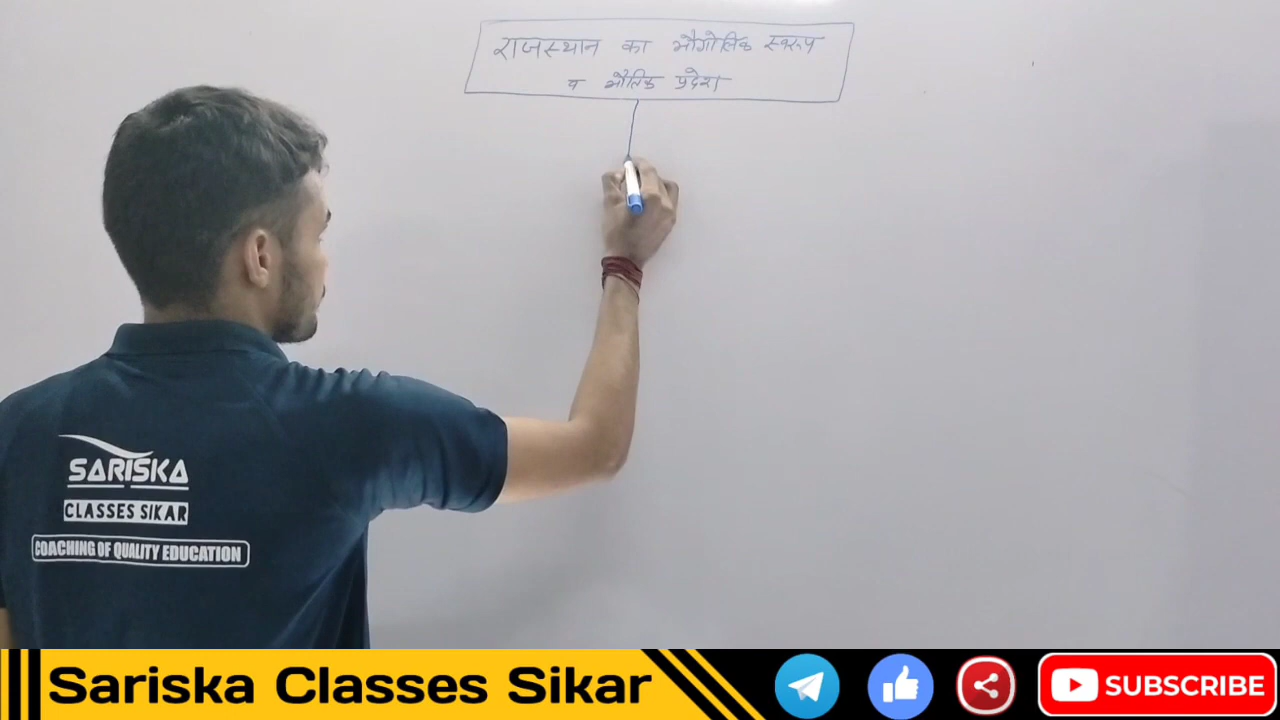 राजस्थान का भौगोलिक स्वरूप
व भौतिक प्रदेश
SARISKA
CLASSES SIKAR
COACHING OF QUALITY EDUCATION
Sariska Classes Sikar
SUBSCRIBE